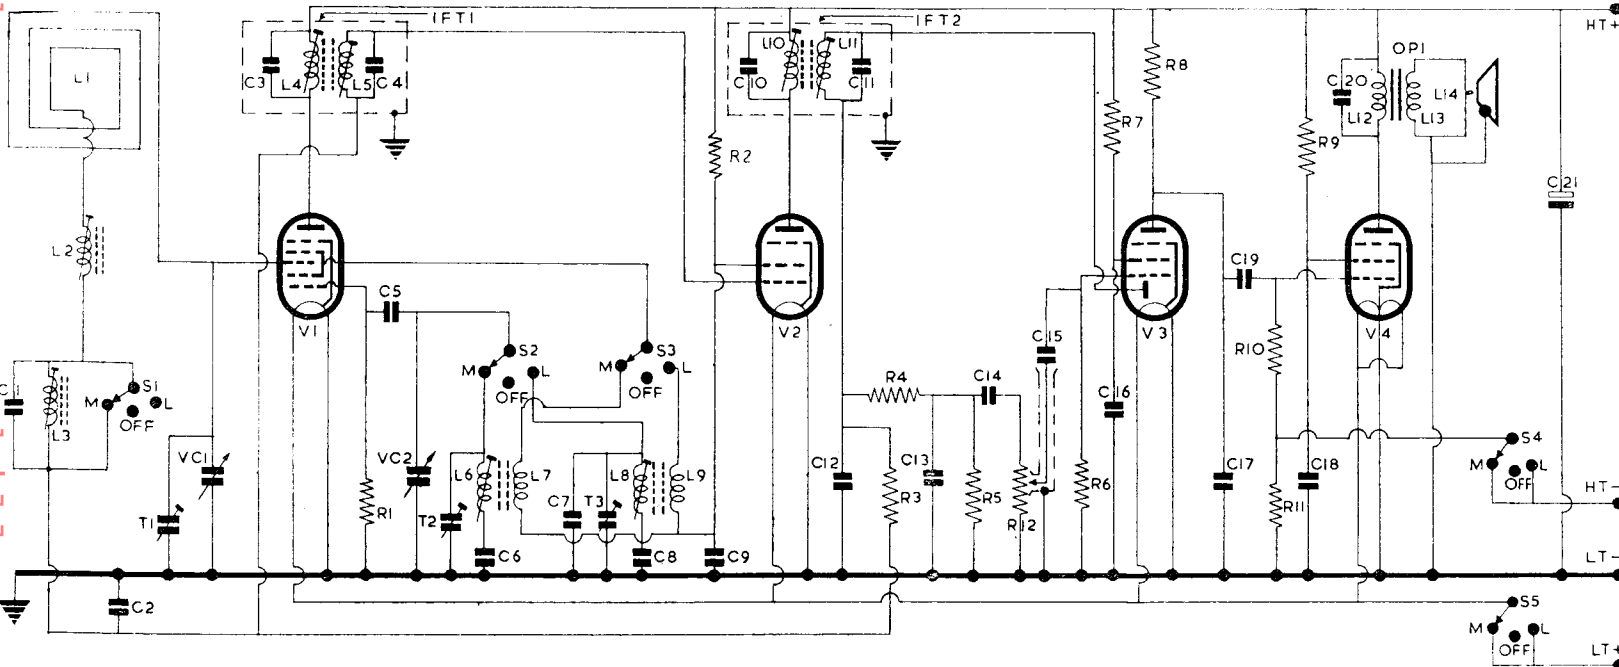 IFT1
IFT2
HT+
OP1
L1
C3
L4
L5
C4
L10
C10
L11
C11
R8
C20
L12
L13
L14
R7
R2
R9
C21
L2
V1
C5
V2
V3
C19
V4
S2
M
L
OFF
S3
M
L
OFF
C15
R10
C1
L3
M
S1
L
OFF
R4
C14
C16
VC1
VC2
L6
L7
L8
L9
C7
T3
T1
R1
T2
C6
C8
C9
C12
R3
C13
R5
R12
R6
C17
R11
C18
S4
M
L
OFF
HT-
LT-
C2
S5
M
L
OFF
LT+